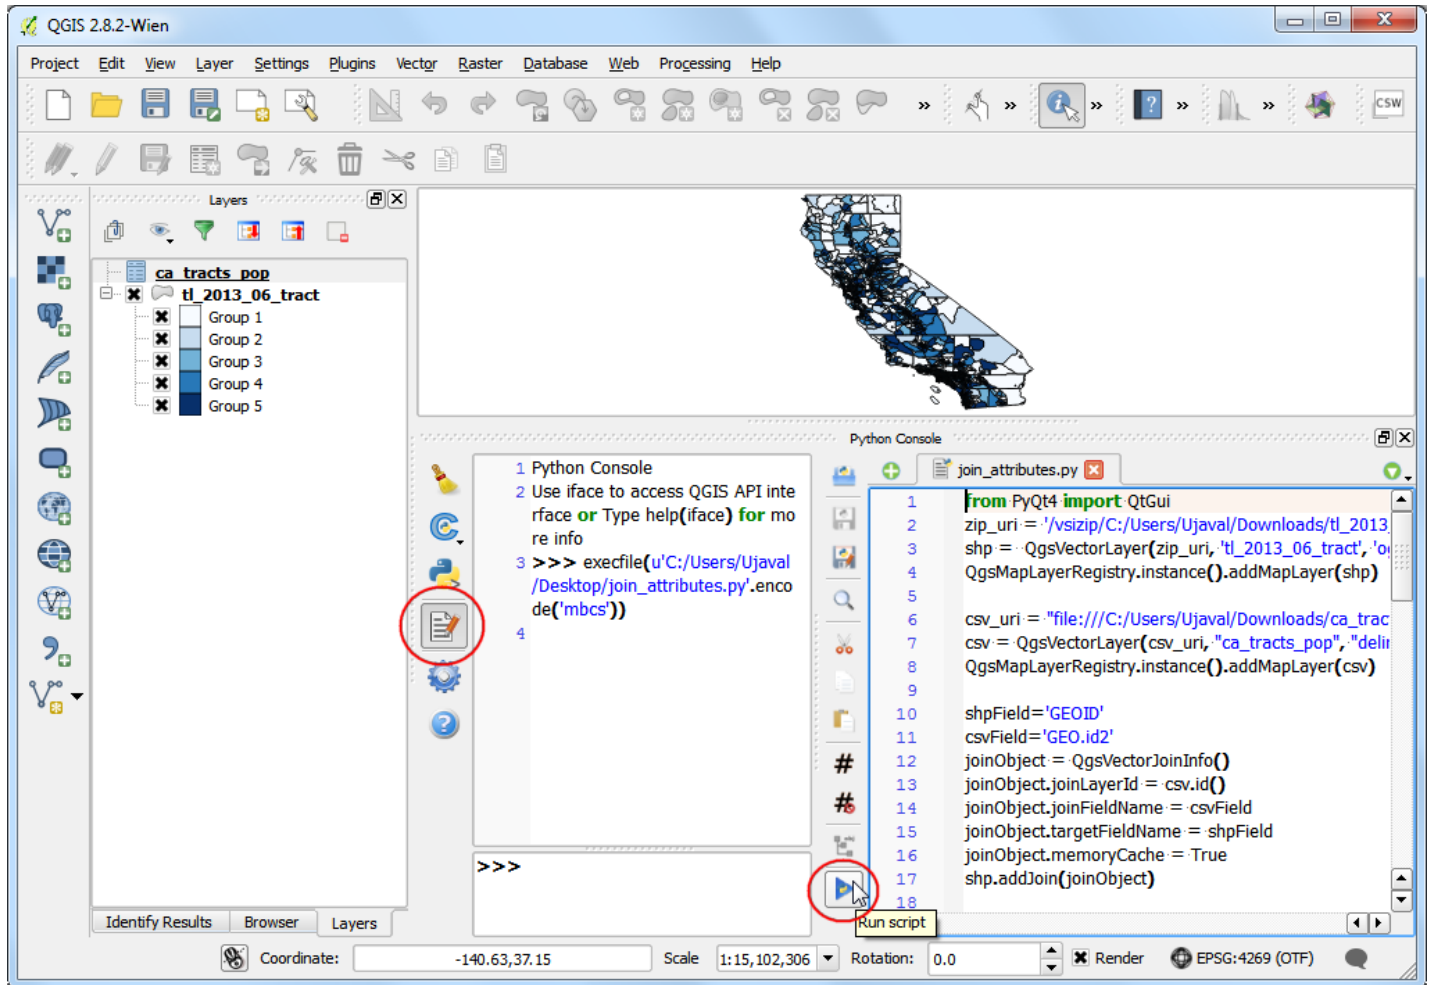 QGIS 2.8.2-Wien
Project Edit View Layer Settings Plugins Vector Raster Database Web Processing Help
CSW
Layers
ca_tracts_pop
tl_2013_06_tract
Group 1
Group 2
Group 3
Group 4
Group 5
Identify Results Browser Layers
Python Console
1 Python Console
2 Use iface to access QGIS API inte
rface or Type help(iface) for mo
re info
3 >>> execfile(u'C:/Users/Ujaval
/Desktop/join_attributes.py'.enco
de('mbcs'))
4
>>>
join_attributes.py
1 from PyQt4 import QtGui
2 zip_uri = '/vsizip/C:/Users/Ujaval/Downloads/tl_2013_
3 shp = QgsVectorLayer(zip_uri, 'tl_2013_06_tract', 'o
4 QgsMapLayerRegistry.instance().addMapLayer(shp)
5
6 csv_uri = "file:///C:/Users/Ujaval/Downloads/ca_trac
7 csv = QgsVectorLayer(csv_uri, "ca_tracts_pop", "deli
8 QgsMapLayerRegistry.instance().addMapLayer(csv)
9
10 shpField='GEOID'
11 csvField='GEO.id2'
12 joinObject = QgsVectorJoinInfo()
13 joinObject.joinLayerId = csv.id()
14 joinObject.joinFieldName = csvField
15 joinObject.targetFieldName = shpField
16 joinObject.memoryCache = True
17 shp.addJoin(joinObject)
18
Run script
Coordinate: -140.63,37.15 Scale 1:15,102,306 Rotation: 0.0 Render EPSG:4269 (OTF)